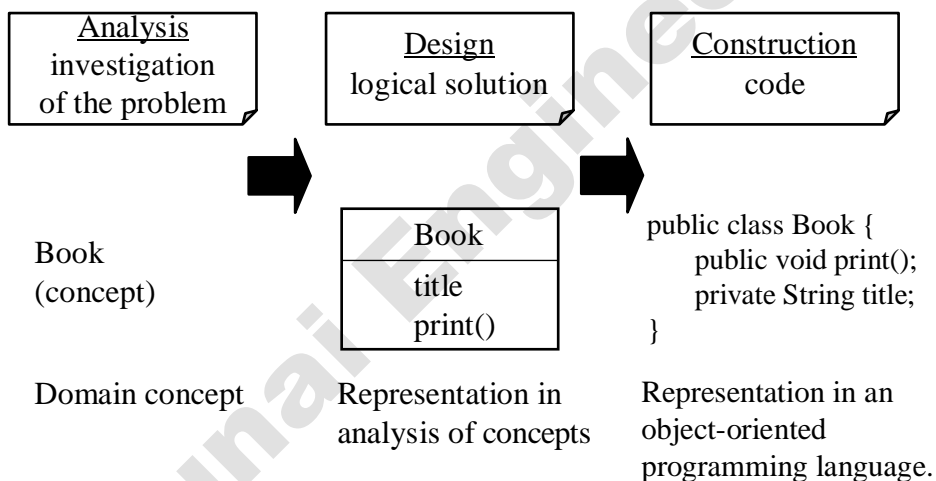 Analysis
investigation
of the problem
Design
logical solution
Construction
code
Book
(concept)
Book
title
print()
public class Book {
public void print();
private String title;
}
Domain concept
Representation in
analysis of concepts
Representation in an
object-oriented
programming language.